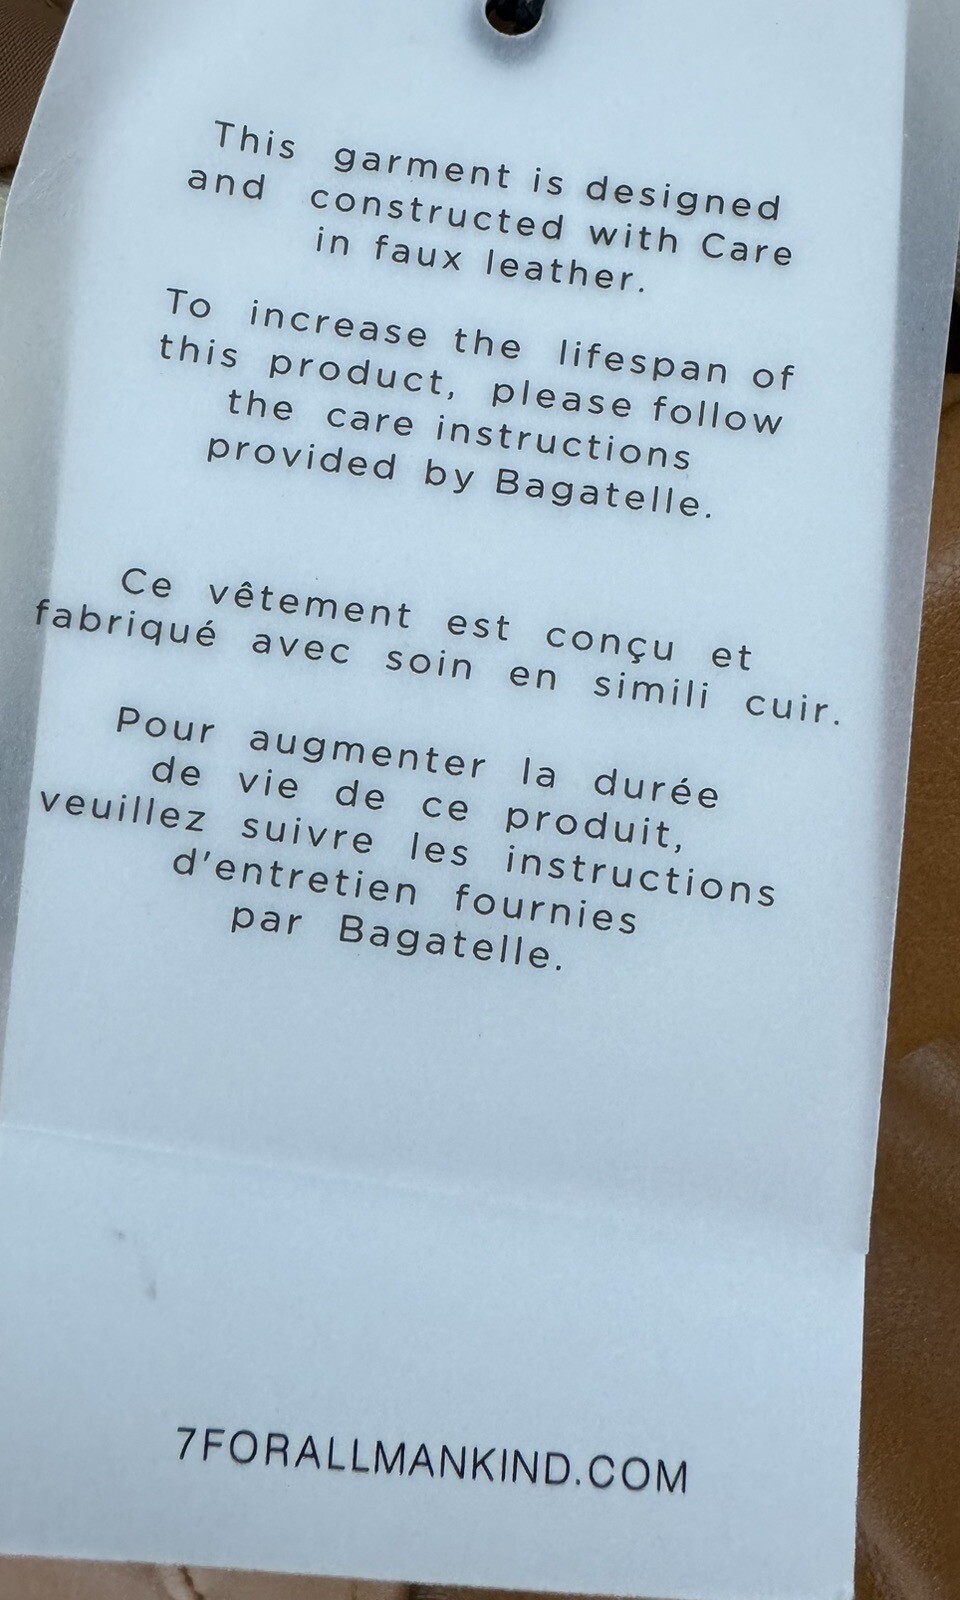 This garment is designed
and constructed with Care
in faux leather.
To increase the lifespan of
this product, please follow
the care instructions
provided by Bagatelle.
Ce vêtement est conçu et
fabriqué avec soin en simili cuir.
Pour augmenter la durée
de vie de ce produit,
veuillez suivre les instructions
d'entretien fournies
par Bagatelle.
7FORALLMANKIND.COM